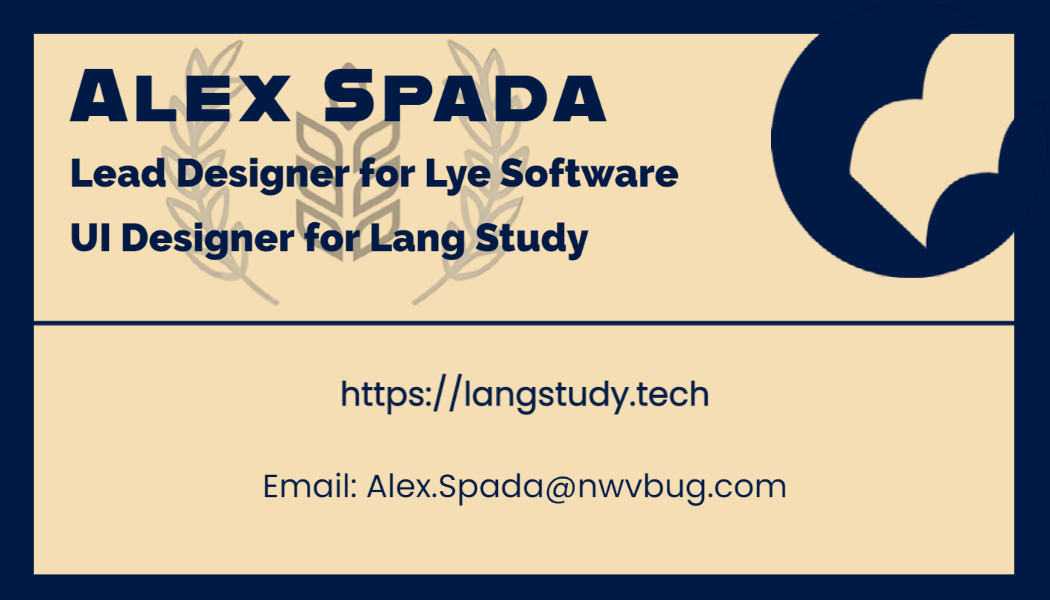 Alex Spada
Lead Designer for Lye Software
UI Designer for Lang Study
https://langstudy.tech
Email: Alex.Spada@nwvbug.com